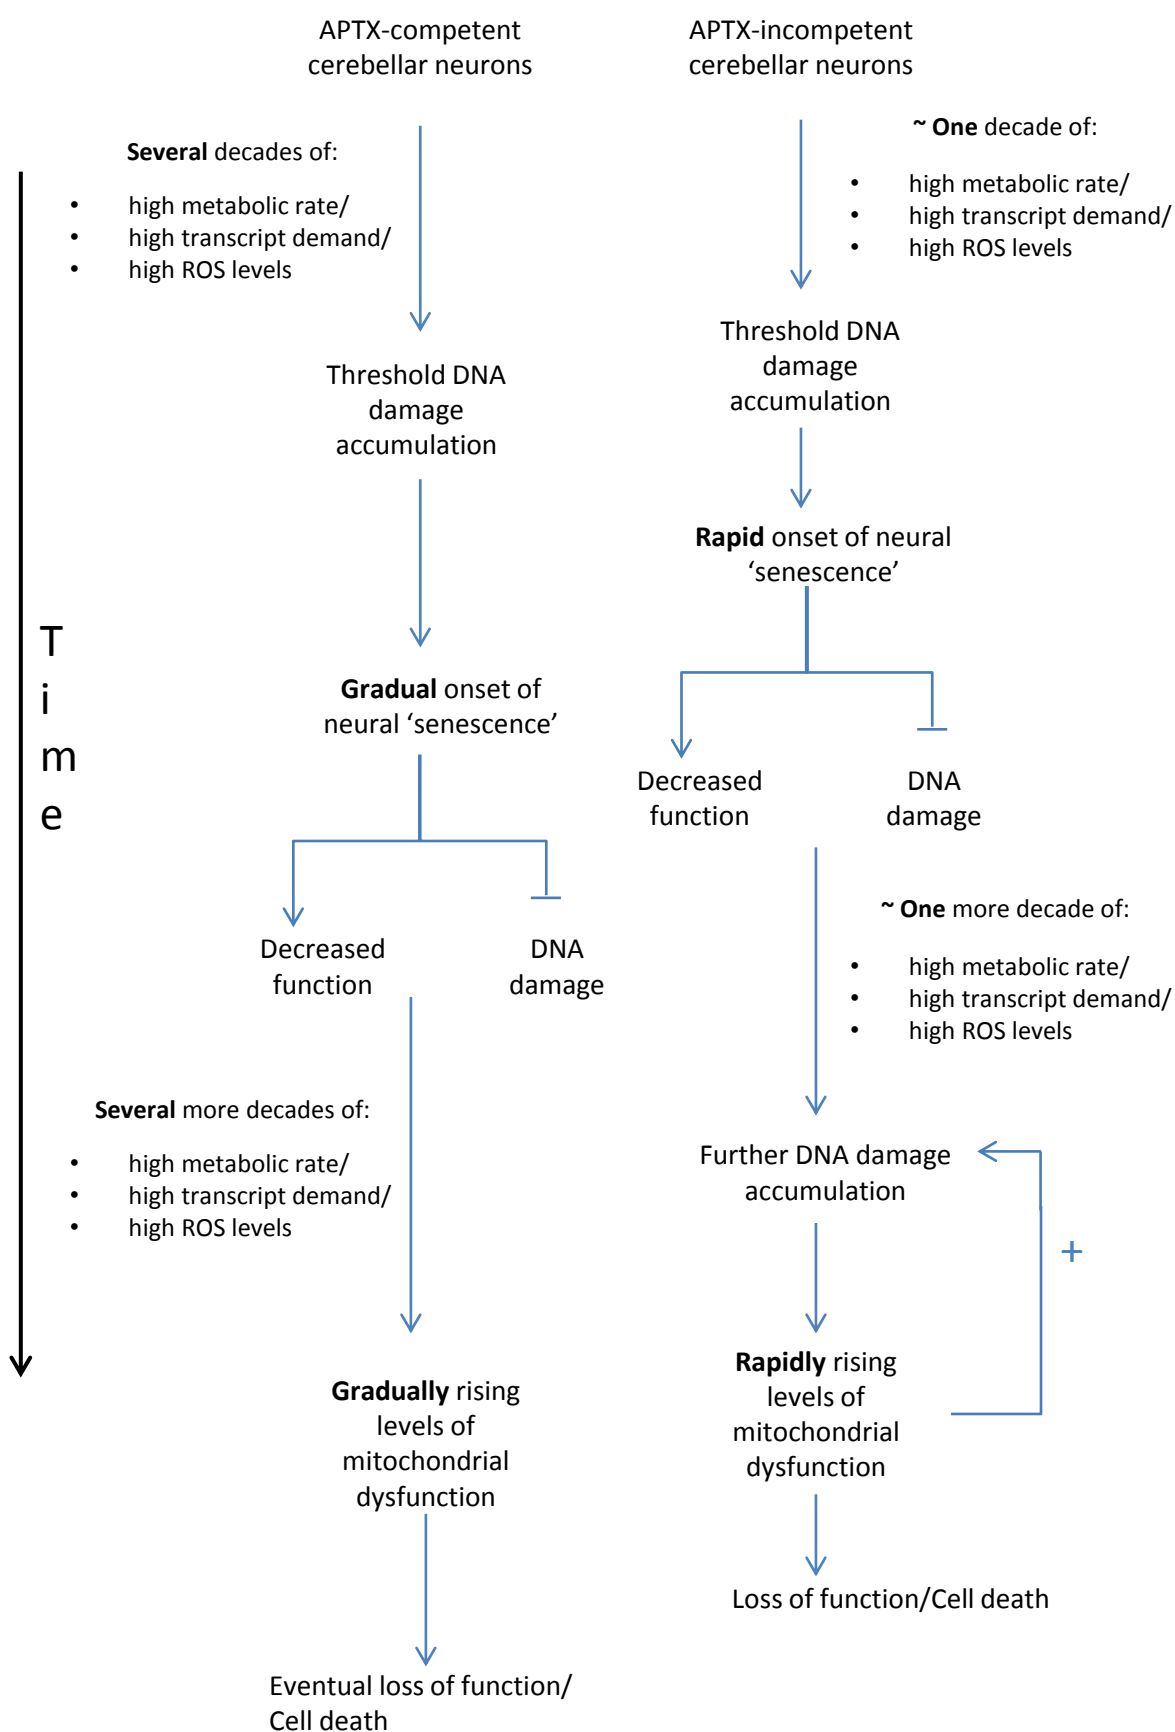 APTX-competent
cerebellar neurons
Several decades of:
• high metabolic rate/
• high transcript demand/
• high ROS levels
Threshold DNA
damage
accumulation
Gradual onset of
neural ‘senescence’
Decreased
function
DNA
damage
Several more decades of:
• high metabolic rate/
• high transcript demand/
• high ROS levels
Gradually rising
levels of
mitochondrial
dysfunction
Eventual loss of function/
Cell death
APTX-incompetent
cerebellar neurons
~ One decade of:
• high metabolic rate/
• high transcript demand/
• high ROS levels
Threshold DNA
damage
accumulation
Rapid onset of neural
‘senescence’
Decreased
function
DNA
damage
~ One more decade of:
• high metabolic rate/
• high transcript demand/
• high ROS levels
Further DNA damage
accumulation
+
Rapidly rising
levels of
mitochondrial
dysfunction
Loss of function/Cell death
T
i
m
e